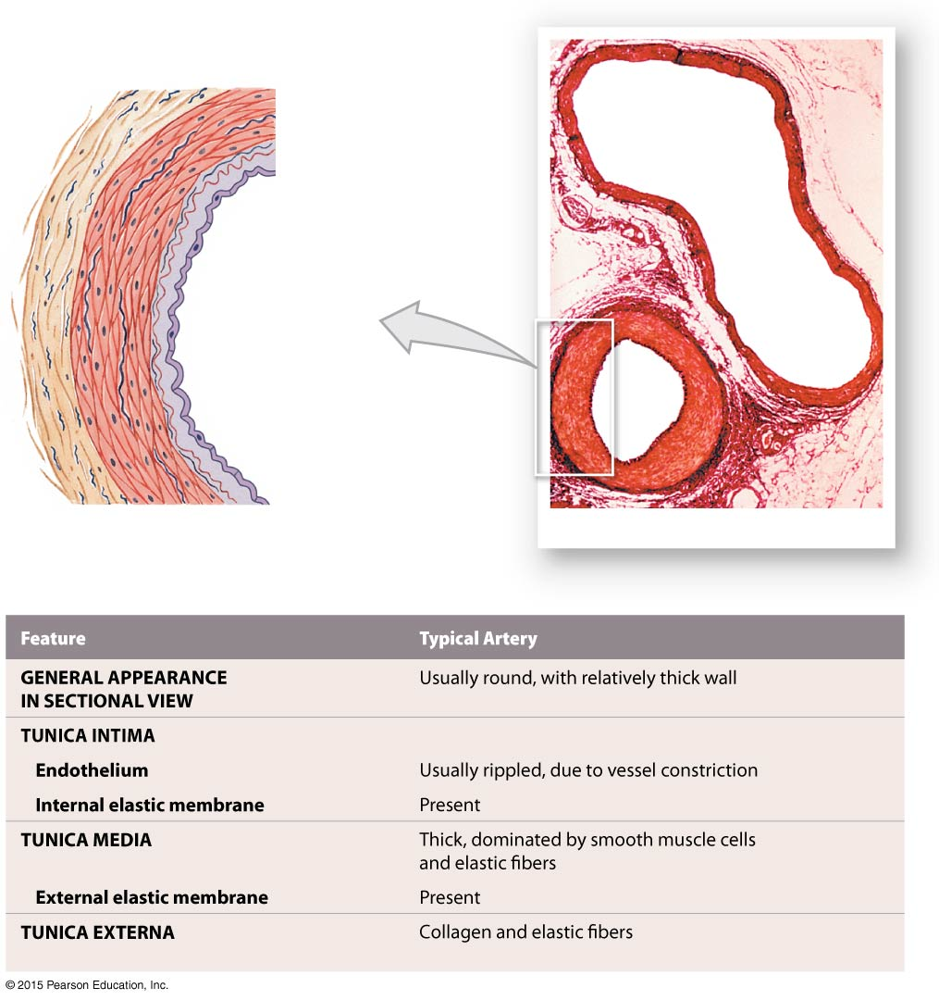 Feature Typical Artery
GENERAL APPEARANCE Usually round, with relatively thick wall
IN SECTIONAL VIEW
TUNICA INTIMA
Endothelium Usually rippled, due to vessel constriction
Internal elastic membrane Present
TUNICA MEDIA Thick, dominated by smooth muscle cells
and elastic fibers
External elastic membrane Present
TUNICA EXTERNA Collagen and elastic fibers
© 2015 Pearson Education, Inc.